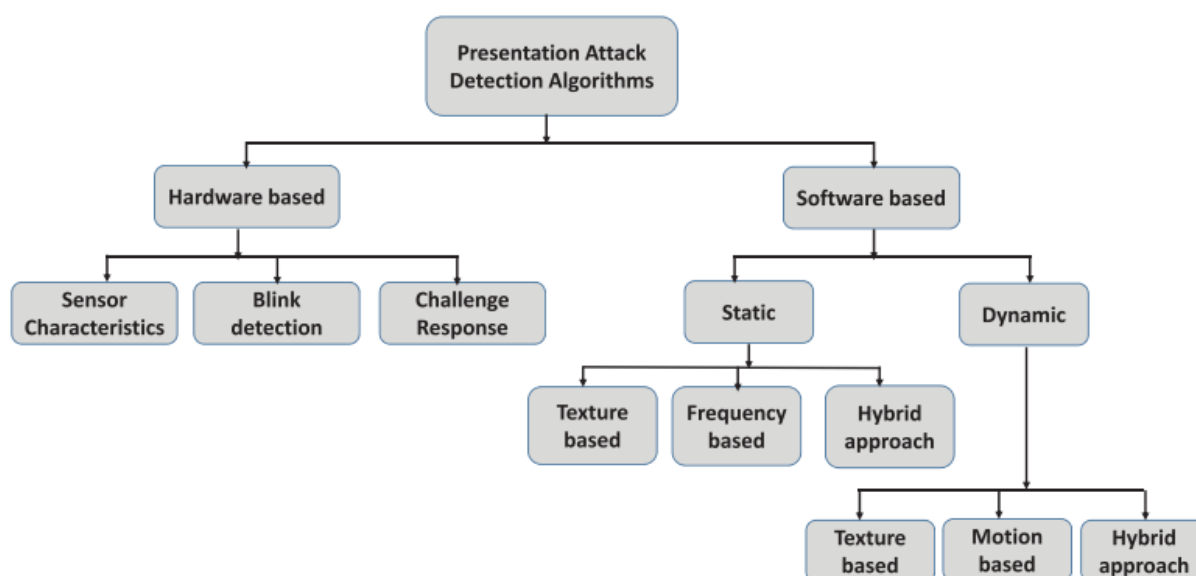 Presentation Attack
Detection Algorithms
Hardware based
Software based
Sensor
Characteristics
Blink
detection
Challenge
Response
Static
Dynamic
Texture
based
Frequency
based
Hybrid
approach
Texture
based
Motion
based
Hybrid
approach